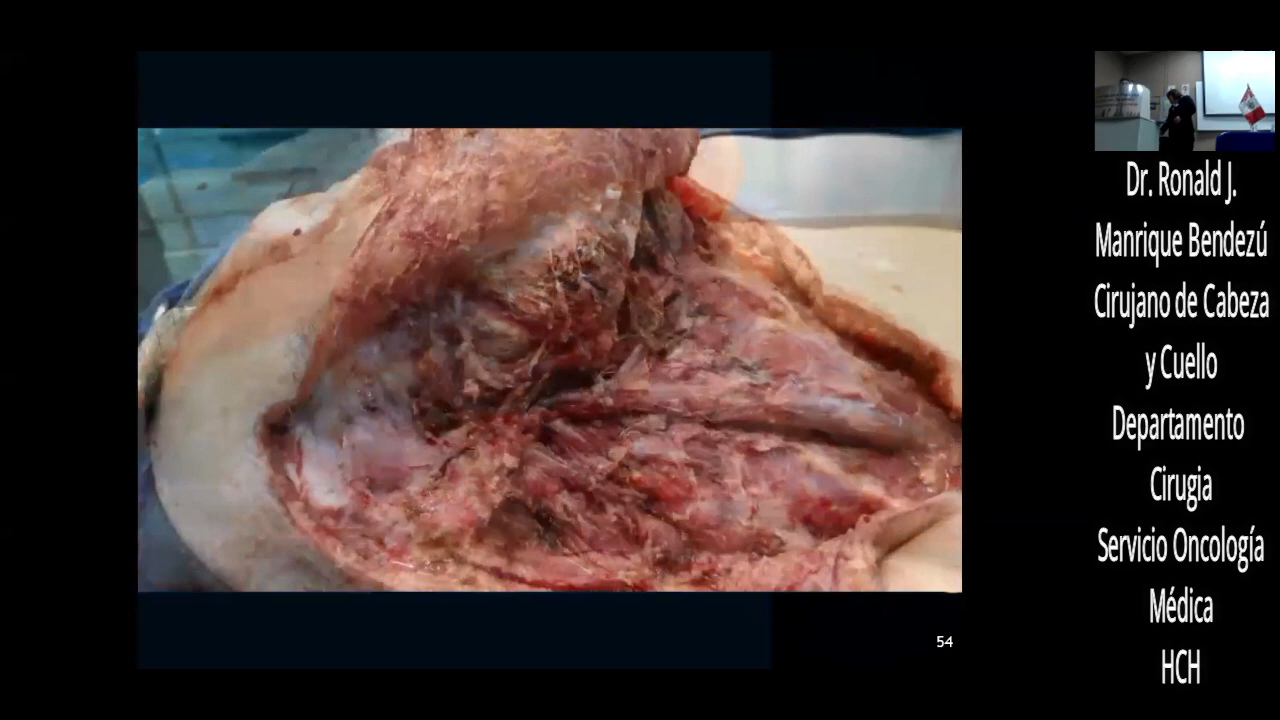 Dr. Ronald J.
Manrique Bendezú
Cirujano de Cabeza
y Cuello
Departamento
Cirugia
Servicio Oncología
Médica
HCH
54